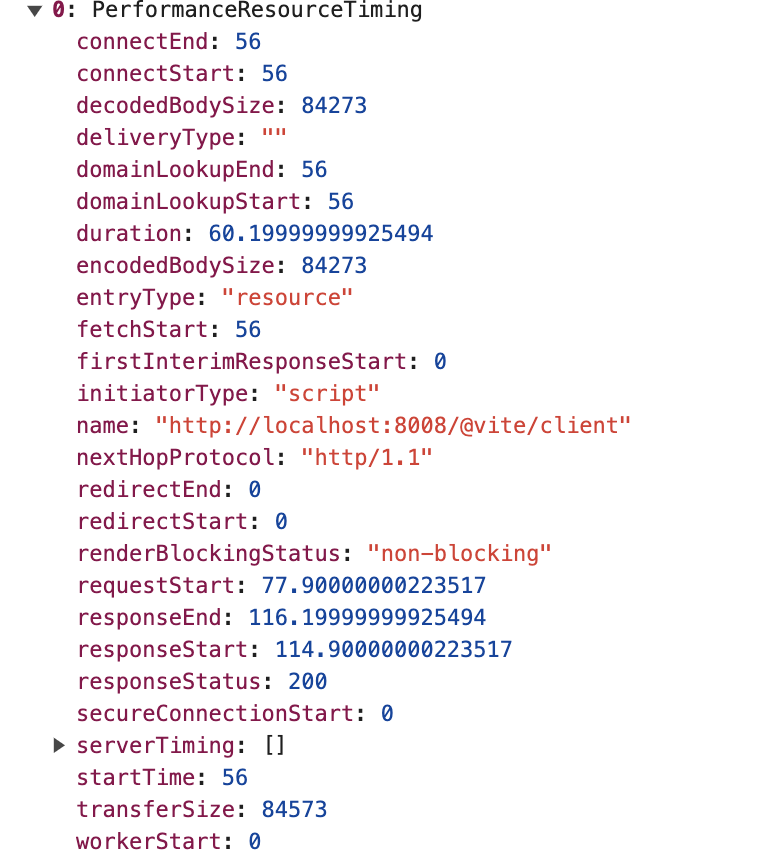 ▼ 0: PerformanceResourceTiming
connectEnd: 56
connectStart: 56
decodedBodySize: 84273
deliveryType: ""
domainLookupEnd: 56
domainLookupStart: 56
duration: 60.19999999925494
encodedBodySize: 84273
entryType: "resource"
fetchStart: 56
firstInterimResponseStart: 0
initiatorType: "script"
name: "http://localhost:8008/@vite/client"
nextHopProtocol: "http/1.1"
redirectEnd: 0
redirectStart: 0
renderBlockingStatus: "non-blocking"
requestStart: 77.90000000223517
responseEnd: 116.19999999925494
responseStart: 114.90000000223517
responseStatus: 200
secureConnectionStart: 0
▶ serverTiming: []
startTime: 56
transferSize: 84573
workerStart: 0